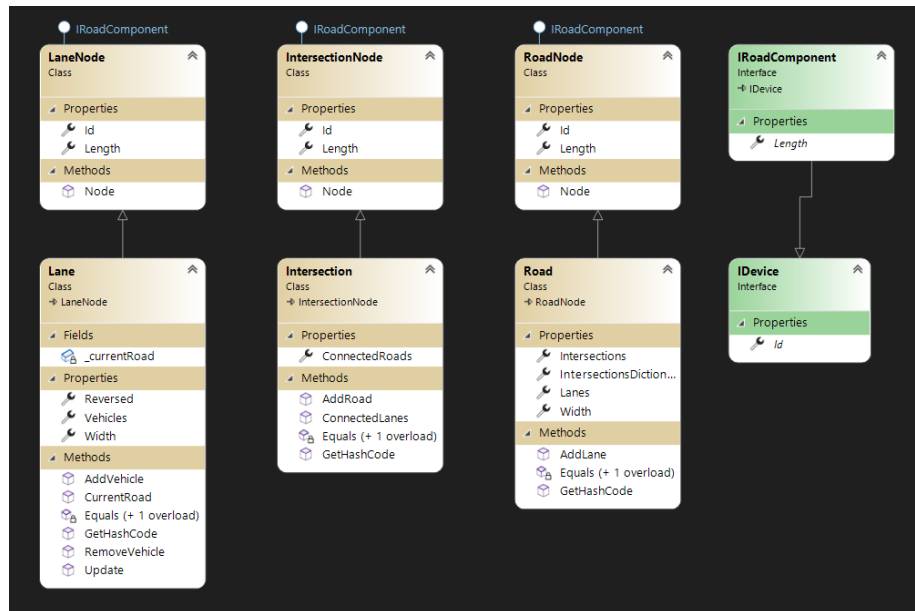 IRoadComponent
LaneNode
Class
Properties
Id
Length
Methods
Node
IRoadComponent
IntersectionNode
Class
Properties
Id
Length
Methods
Node
IRoadComponent
RoadNode
Class
Properties
Id
Length
Methods
Node
IRoadComponent
Interface
IDevice
Properties
Length
Lane
Class
LaneNode
Fields
_currentRoad
Properties
Reversed
Vehicles
Width
Methods
AddVehicle
CurrentRoad
Equals (+ 1 overload)
GetHashCode
RemoveVehicle
Update
Intersection
Class
IntersectionNode
Properties
ConnectedRoads
Methods
AddRoad
ConnectedLanes
Equals (+ 1 overload)
GetHashCode
Road
Class
RoadNode
Properties
Intersections
IntersectionsDiction...
Lanes
Width
Methods
AddLane
Equals (+ 1 overload)
GetHashCode
IDevice
Interface
Properties
Id